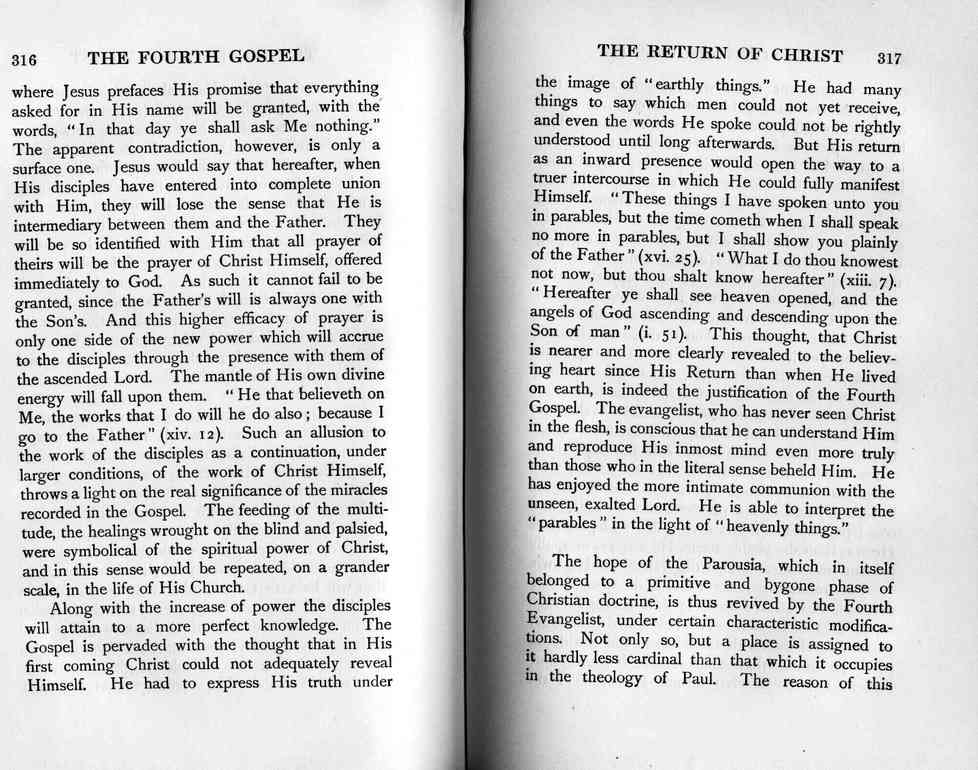 316 THE FOURTH GOSPEL
where Jesus prefaces His promise that everything
asked for in His name will be granted, with the
words, "In that day ye shall ask Me nothing."
The apparent contradiction, however, is only a
surface one. Jesus would say that hereafter, when
His disciples have entered into complete union
with Him, they will lose the sense that He is
intermediary between them and the Father. They
will be so identified with Him that all prayer of
theirs will be the prayer of Christ Himself, offered
immediately to God. As such it cannot fail to be
granted, since the Father's will is always one with
the Son's. And this higher efficacy of prayer is
only one side of the new power which will accrue
to the disciples through the presence with them of
the ascended Lord. The mantle of His own divine
energy will fall upon them. "He that believeth on
Me, the works that I do will he do also; because I
go to the Father" (xiv. 12). Such an allusion to
the work of the disciples as a continuation, under
larger conditions, of the work of Christ Himself,
throws a light on the real significance of the miracles
recorded in the Gospel. The feeding of the multi-
tude, the healings wrought on the blind and palsied,
were symbolical of the spiritual power of Christ,
and in this sense would be repeated, on a grander
scale, in the life of His Church.
Along with the increase of power the disciples
will attain to a more perfect knowledge. The
Gospel is pervaded with the thought that in His
first coming Christ could not adequately reveal
Himself. He had to express His truth under
THE RETURN OF CHRIST 317
the image of "earthly things." He had many
things to say which men could not yet receive,
and even the words He spoke could not be rightly
understood until long afterwards. But His return
as an inward presence would open the way to a
truer intercourse in which He could fully manifest
Himself. "These things I have spoken unto you
in parables, but the time cometh when I shall speak
no more in parables, but I shall show you plainly
of the Father" (xvi. 25). "What I do thou knowest
not now, but thou shalt know hereafter" (xiii. 7).
"Hereafter ye shall see heaven opened, and the
angels of God ascending and descending upon the
Son of man" (i. 51). This thought, that Christ
is nearer and more clearly revealed to the believ-
ing heart since His Return than when He lived
on earth, is indeed the justification of the Fourth
Gospel. The evangelist, who has never seen Christ
in the flesh, is conscious that he can understand Him
and reproduce His inmost mind even more truly
than those who in the literal sense beheld Him. He
has enjoyed the more intimate communion with the
unseen, exalted Lord. He is able to interpret the
"parables" in the light of "heavenly things."
The hope of the Parousia, which in itself
belonged to a primitive and bygone phase of
Christian doctrine, is thus revived by the Fourth
Evangelist, under certain characteristic modifica-
tions. Not only so, but a place is assigned to
it hardly less cardinal than that which it occupies
in the theology of Paul. The reason of this